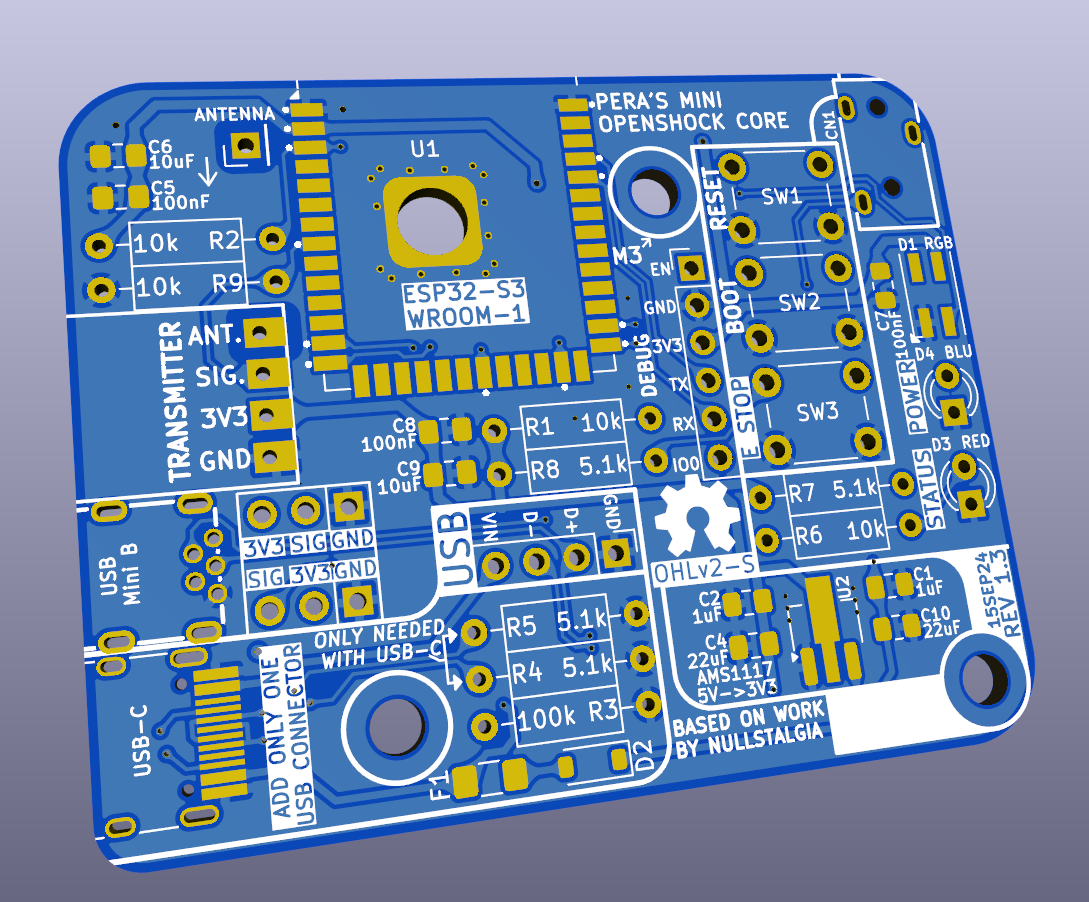 ANTENNA
C6
10uF
C5
100nF
10k R2
10k R9
U1
ESP32-S3
WROOM-1
PERA'S MINI
OPENSHOCK CORE
CN1
RESET
SW1
M3
EN
GND
3V3
TX
RX
IO0
DEBUG
BOOT
SW2
E STOP
SW3
D1 RGB
C7
100nF
D4 BLU
POWER
D3 RED
STATUS
TRANSMITTER
ANT.
SIG.
3V3
GND
C8
100nF
C9
10uF
R1 10k
R8 5.1k
R7 5.1k
R6 10k
USB
Mini B
3V3 SIG GND
SIG 3V3 GND
USB
VIN
D-
D+
GND
OHLv2-S
ONLY NEEDED
WITH USB-C
R5 5.1k
R4 5.1k
100k R3
C2
1uF
C4
22uF
AMS1117
5V->3V3
U2
C1
1uF
C10
22uF
15SEP24
REV 1.3
USB-C
ADD ONLY ONE
USB CONNECTOR
F1
D2
BASED ON WORK
BY NULLSTALGIA